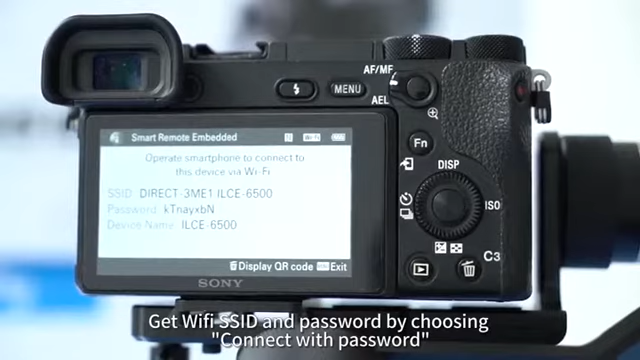 AF/MF
MENU
AEL
Fn
DISP
ISO
C3
Smart Remote Embedded
Operate smartphone to connect to
this device via Wi-Fi
SSID: DIRECT-3ME1:ILCE-6500
Password: kTnayxbN
Device Name: ILCE-6500
Display QR code MENU Exit
SONY
Get Wifi SSID and password by choosing
"Connect with password"